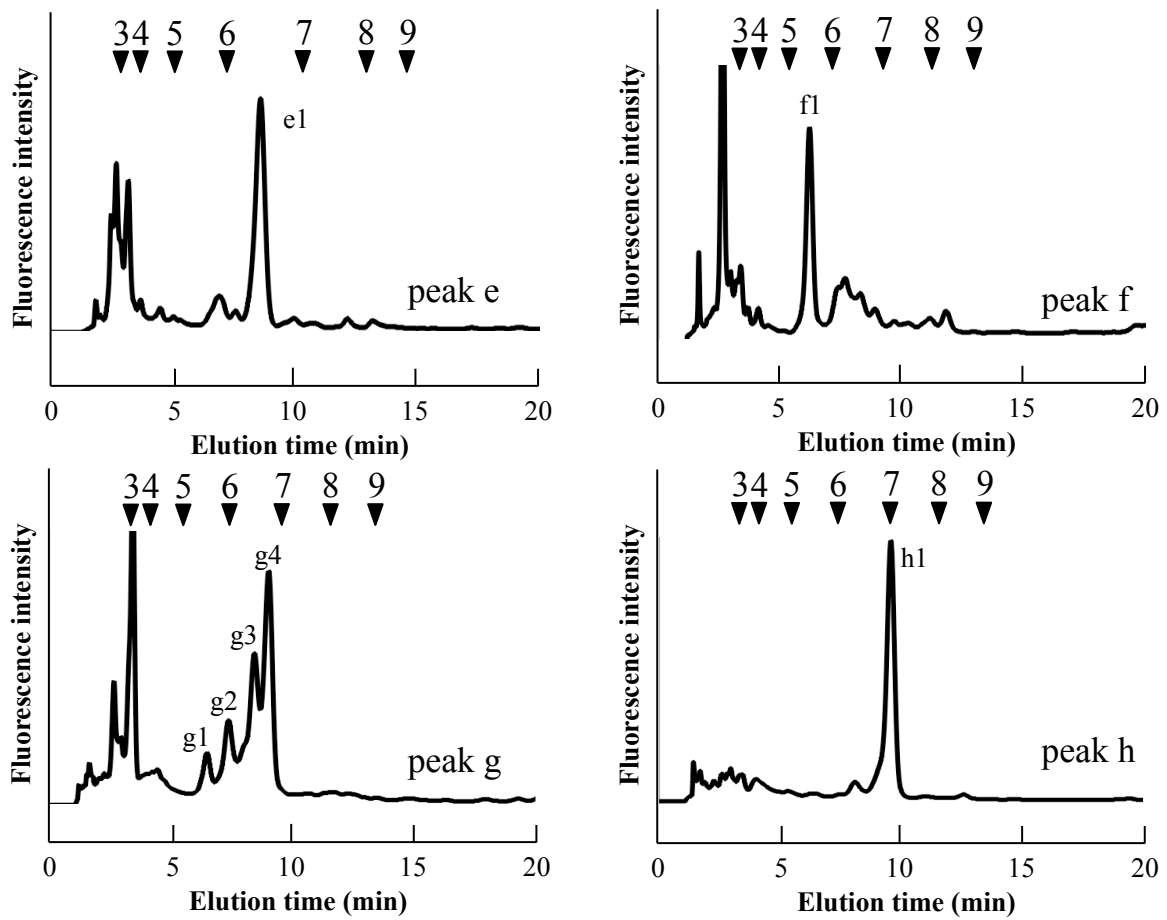 3 4 5 6 7 8 9
Fluorescence intensity
e1
peak e
0 5 10 15 20
Elution time (min)
3 4 5 6 7 8 9
Fluorescence intensity
f1
peak f
0 5 10 15 20
Elution time (min)
3 4 5 6 7 8 9
Fluorescence intensity
g4
g3
g2
g1
peak g
0 5 10 15 20
Elution time (min)
3 4 5 6 7 8 9
Fluorescence intensity
h1
peak h
0 5 10 15 20
Elution time (min)